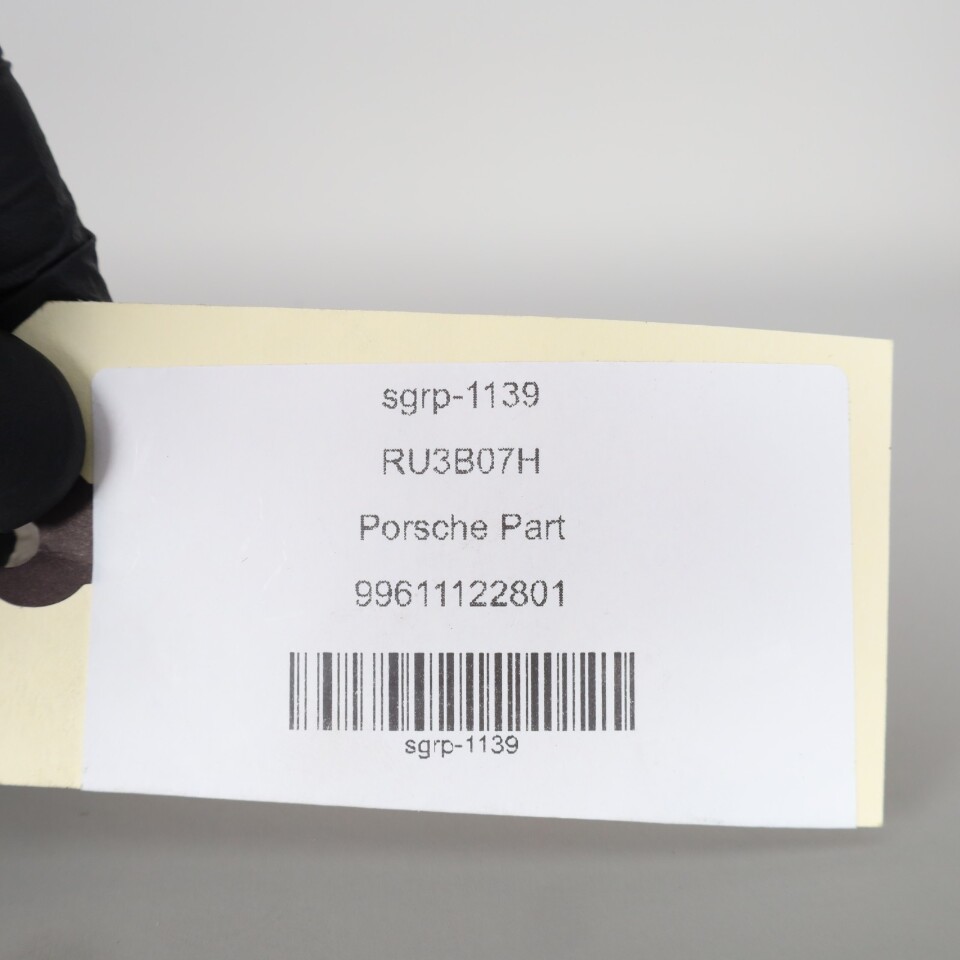 sgrp-1139
RU3B07H
Porsche Part
99611122801
sgrp-1139